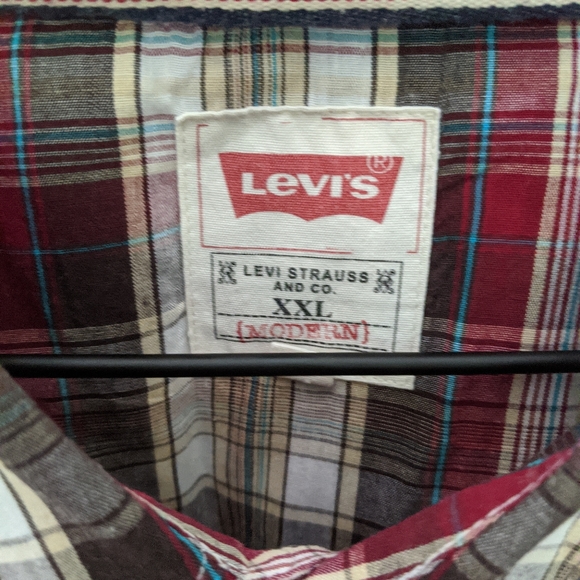 LEVI'S ®
LEVI STRAUSS
AND CO.
XXL
{MODERN}